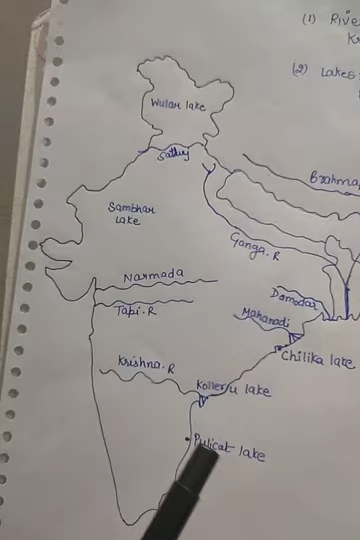 (1) Rive
Kr
(2) Lakes
Wular lake
Satluj
Brahma
Sambhar
Lake
Ganga.R
Narmada
Tapi.R
Damodar
Mahanadi
Chilika lake
Krishna.R
Kolleru lake
Pulicat lake